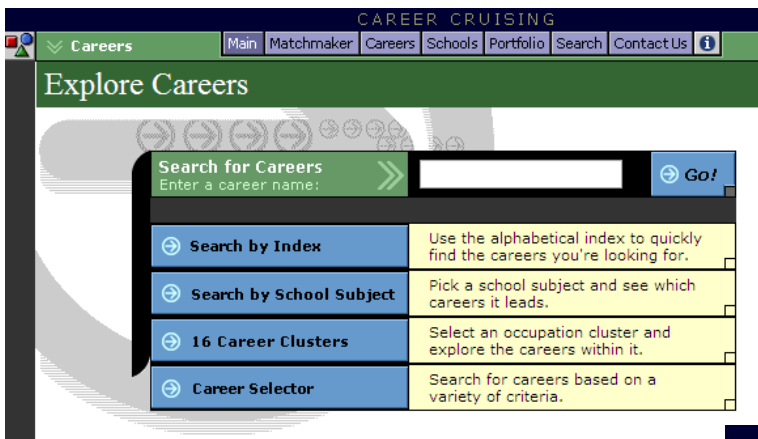 CAREER CRUISING
Careers
Main Matchmaker Careers Schools Portfolio Search Contact Us i
Explore Careers
Search for Careers
Enter a career name:
Go!
Search by Index
Use the alphabetical index to quickly
find the careers you're looking for.
Search by School Subject
Pick a school subject and see which
careers it leads.
16 Career Clusters
Select an occupation cluster and
explore the careers within it.
Career Selector
Search for careers based on a
variety of criteria.